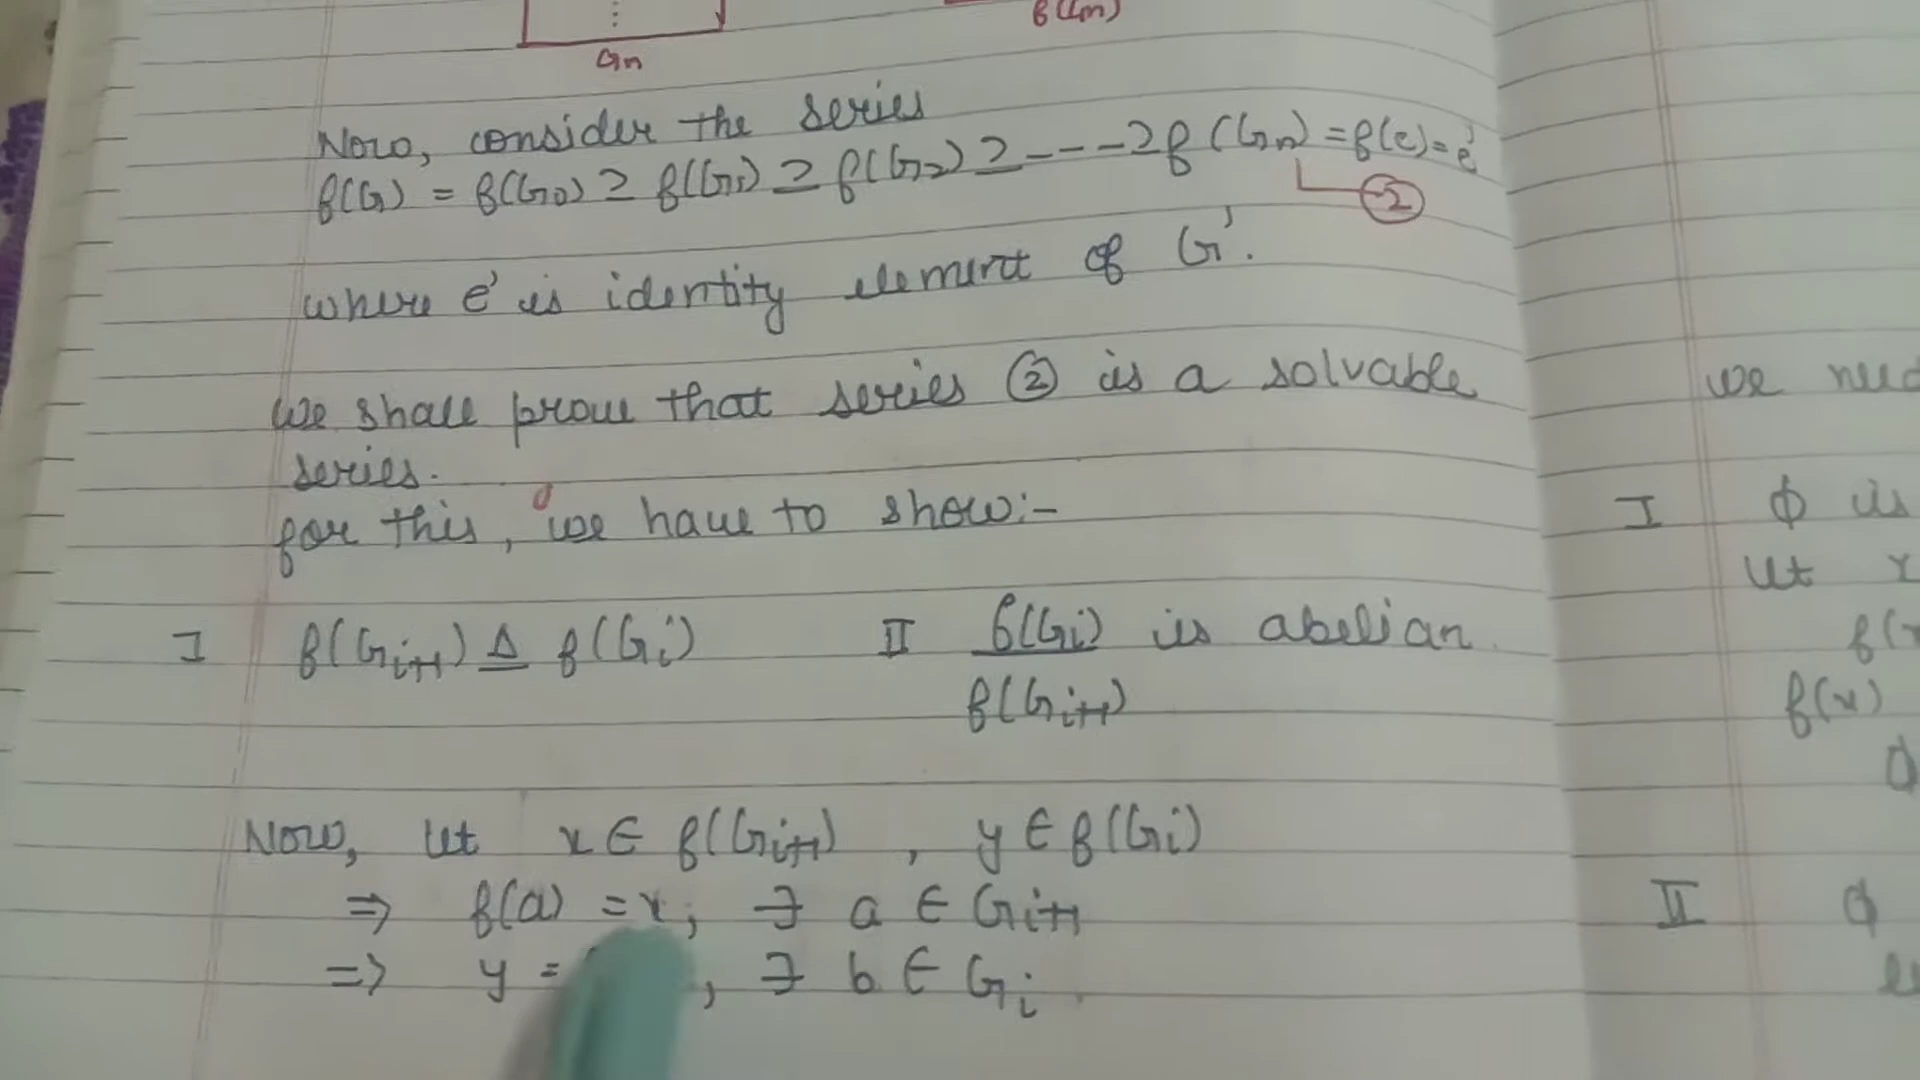 Gn
f(Gn)
Now, consider the series
f(G) = f(G0) ⊇ f(G1) ⊇ f(G2) ⊇ ---⊇ f(Gn) = f(e) = e'
②
where e' is identity element of G'.
We shall prove that series ② is a solvable
series.
for this, we have to show:-
I f(Gi+1) ⊴ f(Gi) II f(Gi) is abelian
f(Gi+1)
Now, let x ∈ f(Gi+1) , y ∈ f(Gi)
⇒ f(a) = x, ∃ a ∈ Gi+1
=> y = , ∃ b ∈ Gi
we
I φ is
let
f(x)
II φ